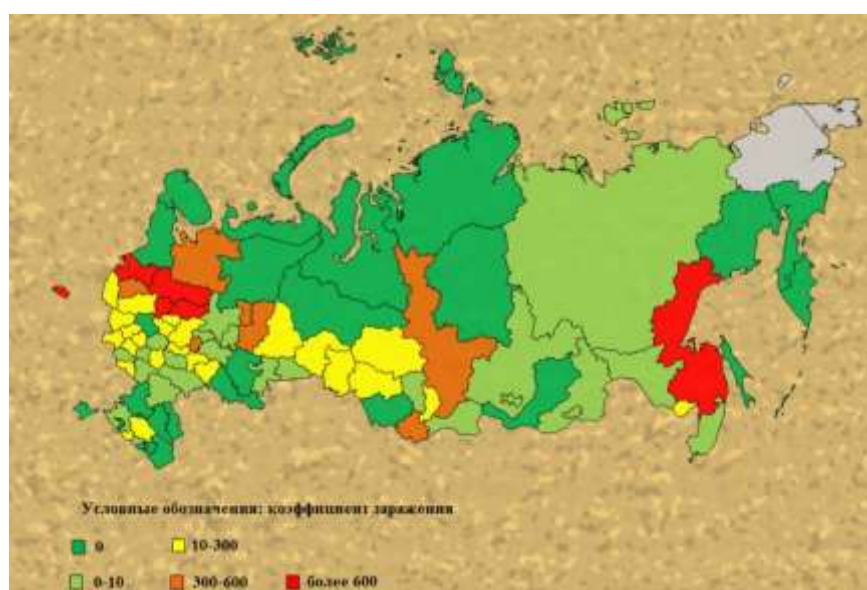 Условные обозначения: коэффициент заражения
0
10-300
0-10
300-600
более 600